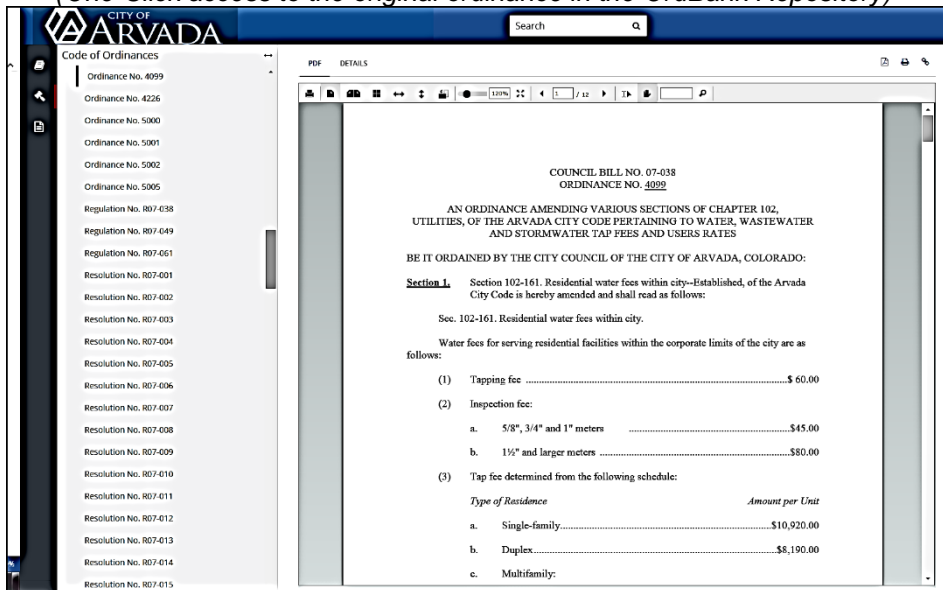 (One-Click access to the original ordinance in the OrdBank Repository)
CITY OF
ARVADA
Search
Code of Ordinances
Ordinance No. 4099
Ordinance No. 4226
Ordinance No. 5000
Ordinance No. 5001
Ordinance No. 5002
Ordinance No. 5005
Regulation No. R07-038
Regulation No. R07-049
Regulation No. R07-061
Resolution No. R07-001
Resolution No. R07-002
Resolution No. R07-003
Resolution No. R07-004
Resolution No. R07-005
Resolution No. R07-006
Resolution No. R07-007
Resolution No. R07-008
Resolution No. R07-009
Resolution No. R07-010
Resolution No. R07-011
Resolution No. R07-012
Resolution No. R07-013
Resolution No. R07-014
Resolution No. R07-015
PDF DETAILS
120% 1 / 12
COUNCIL BILL NO. 07-038
ORDINANCE NO. 4099
AN ORDINANCE AMENDING VARIOUS SECTIONS OF CHAPTER 102,
UTILITIES, OF THE ARVADA CITY CODE PERTAINING TO WATER, WASTEWATER
AND STORMWATER TAP FEES AND USERS RATES
BE IT ORDAINED BY THE CITY COUNCIL OF THE CITY OF ARVADA, COLORADO:
Section 1. Section 102-161. Residential water fees within city--Established, of the Arvada
City Code is hereby amended and shall read as follows:
Sec. 102-161. Residential water fees within city.
Water fees for serving residential facilities within the corporate limits of the city are as
follows:
(1) Tapping fee ..........$ 60.00
(2) Inspection fee:
a. 5/8", 3/4" and 1" meters ..........$45.00
b. 1½" and larger meters ..........$80.00
(3) Tap fee determined from the following schedule:
Type of Residence Amount per Unit
a. Single-family..........$10,920.00
b. Duplex..........$8,190.00
c. Multifamily: